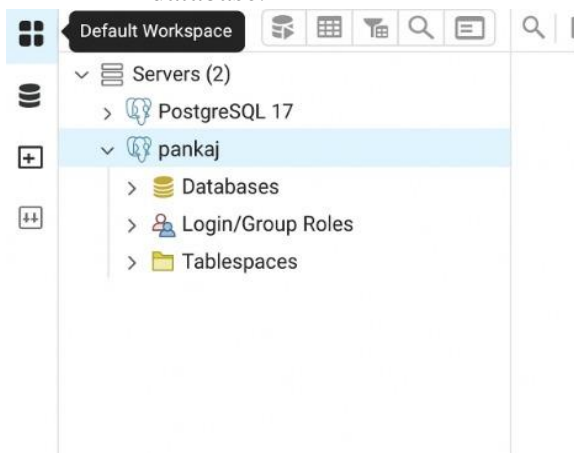 Default Workspace
Servers (2)
PostgreSQL 17
pankaj
Databases
Login/Group Roles
Tablespaces